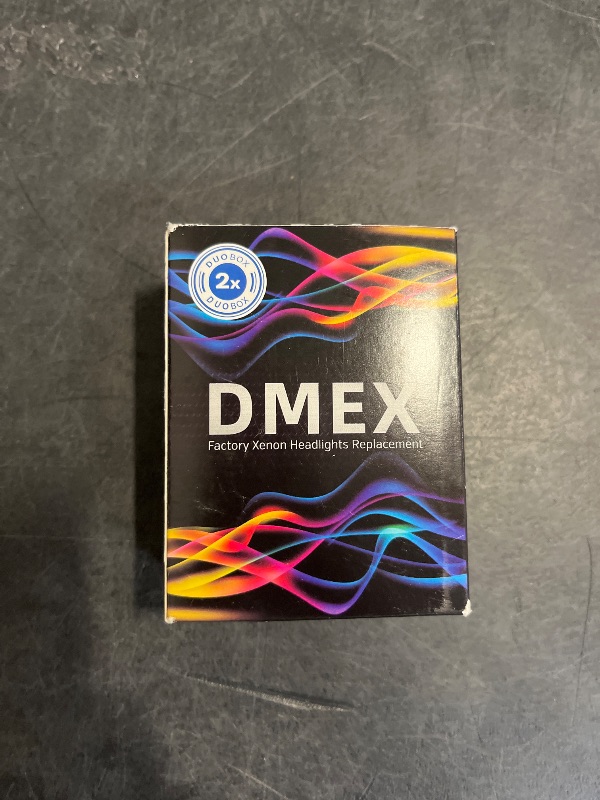 DUOBOX
2x
DUOBOX
DMEX
Factory Xenon Headlights Replacement